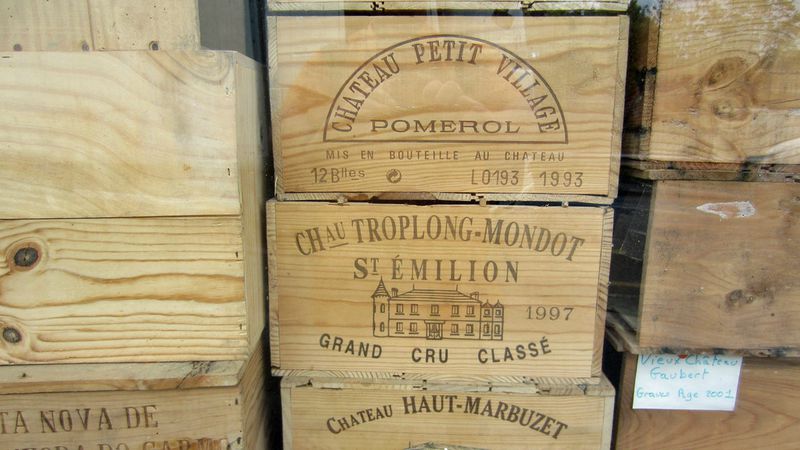 CHATEAU PETIT VILLAGE
POMEROL
MIS EN BOUTEILLE AU CHATEAU
12 Blles L0193 1993
CHAU TROPLONG-MONDOT
ST ÉMILION
1997
GRAND CRU CLASSÉ
CHATEAU HAUT-MARBUZET
TA NOVA DE
Vieux Château
Gaubert
Graves Age 2001